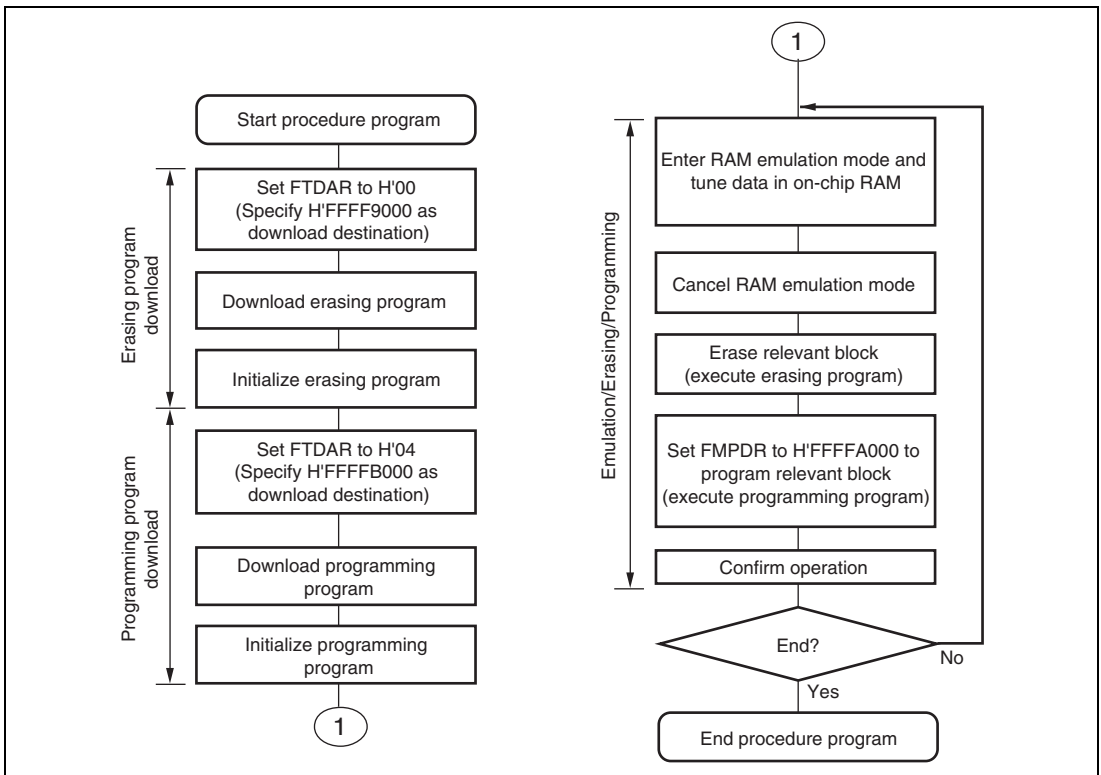 Start procedure program
Erasing program
download
Set FTDAR to H'00
(Specify H'FFFF9000 as
download destination)
Download erasing program
Initialize erasing program
Programming program
download
Set FTDAR to H'04
(Specify H'FFFFB000 as
download destination)
Download programming
program
Initialize programming
program
1
1
Emulation/Erasing/Programming
Enter RAM emulation mode and
tune data in on-chip RAM
Cancel RAM emulation mode
Erase relevant block
(execute erasing program)
Set FMPDR to H'FFFFA000 to
program relevant block
(execute programming program)
Confirm operation
End?
No
Yes
End procedure program